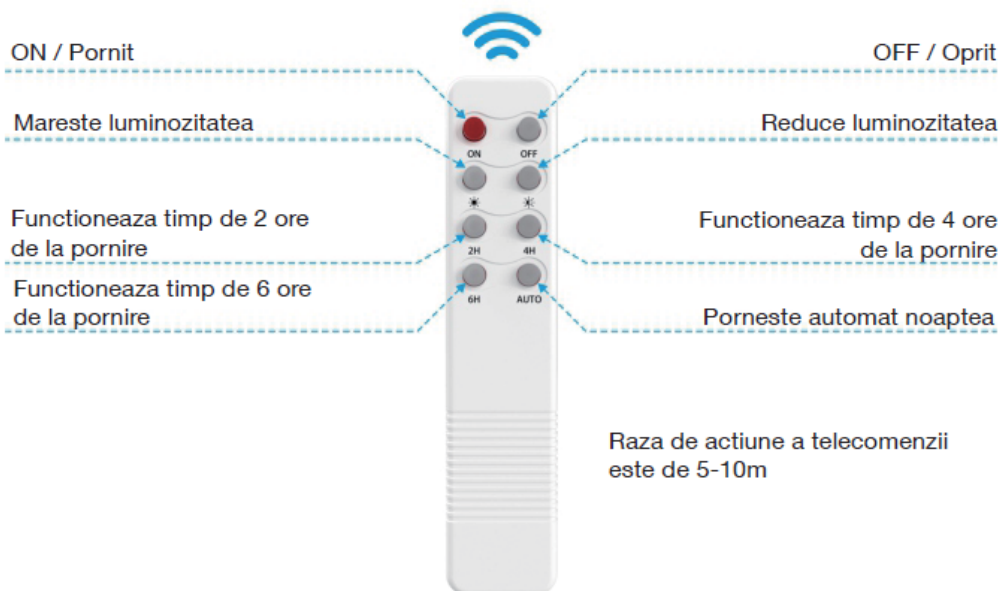 ON / Pornit
OFF / Oprit
Mareste luminozitatea
Reduce luminozitatea
ON
OFF
Functioneaza timp de 2 ore
de la pornire
Functioneaza timp de 4 ore
de la pornire
2H
4H
Functioneaza timp de 6 ore
de la pornire
Porneste automat noaptea
6H
AUTO
Raza de actiune a telecomenzii
este de 5-10m